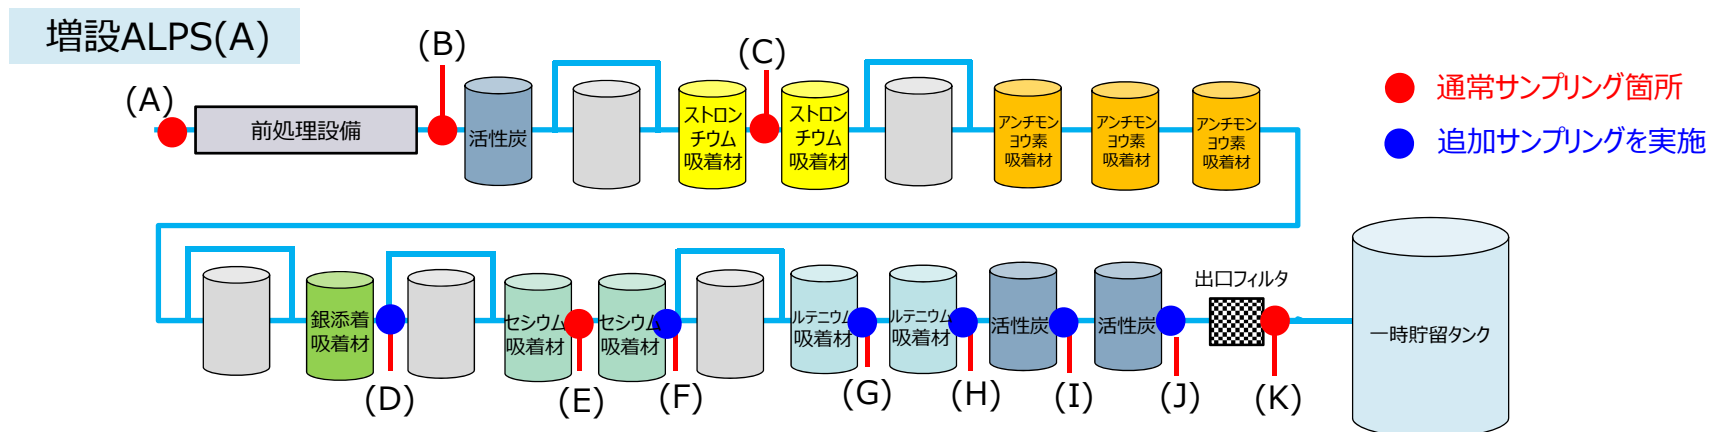 増設ALPS(A)
(A)
前処理設備
(B)
活性炭
ストロン
チウム
吸着材
(C)
ストロン
チウム
吸着材
アンチモン
ヨウ素
吸着材
アンチモン
ヨウ素
吸着材
アンチモン
ヨウ素
吸着材
通常サンプリング箇所
追加サンプリングを実施
銀添着
吸着材
(D)
セシウム
吸着材
(E)
セシウム
吸着材
(F)
ルテニウム
吸着材
(G)
ルテニウム
吸着材
(H)
活性炭
(I)
活性炭
(J)
出口フィルタ
(K)
一時貯留タンク